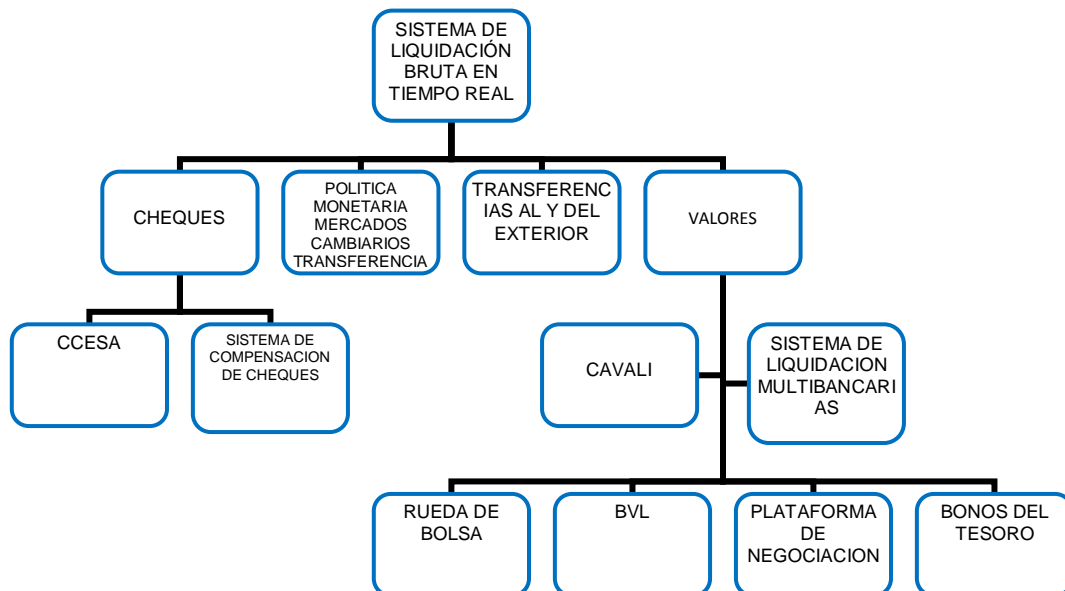 SISTEMA DE
LIQUIDACIÓN
BRUTA EN
TIEMPO REAL
CHEQUES
POLITICA
MONETARIA
MERCADOS
CAMBIARIOS
TRANSFERENCIA
TRANSFERENC
IAS AL Y DEL
EXTERIOR
VALORES
CCESA
SISTEMA DE
COMPENSACION
DE CHEQUES
CAVALI
SISTEMA DE
LIQUIDACION
MULTIBANCARI
AS
RUEDA DE
BOLSA
BVL
PLATAFORMA
DE
NEGOCIACION
BONOS DEL
TESORO